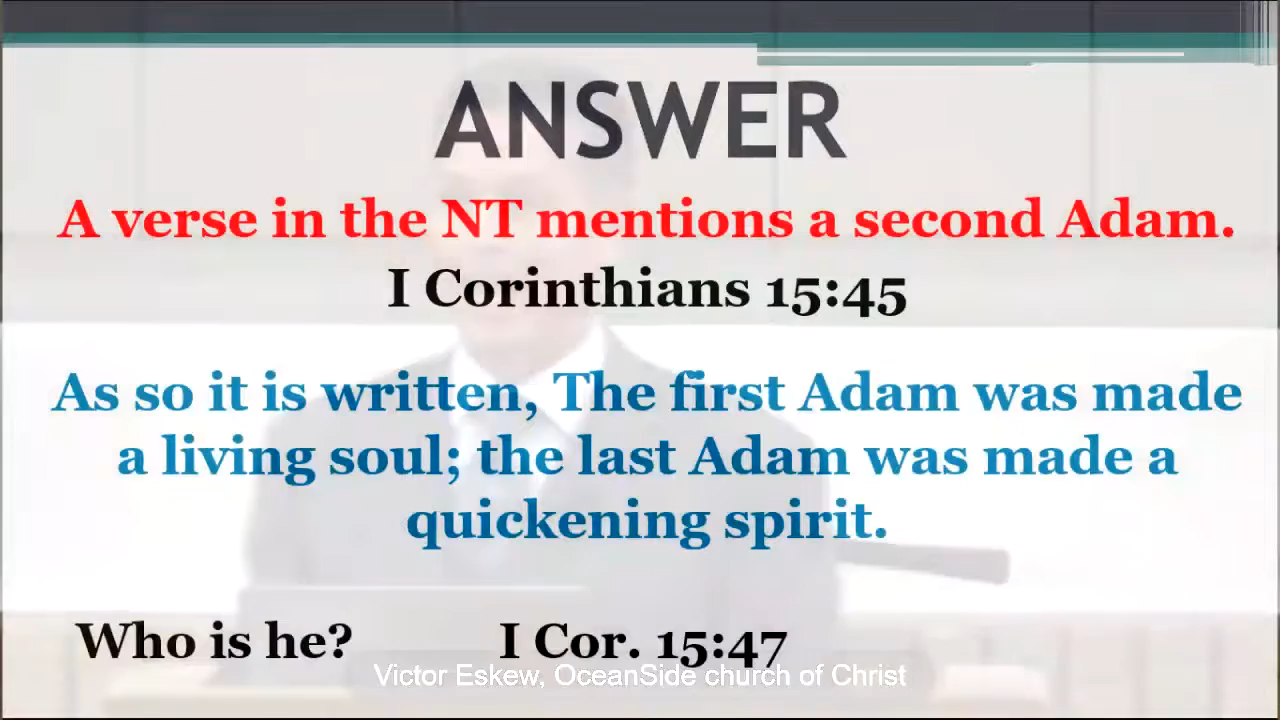 ANSWER
A verse in the NT mentions a second Adam.
I Corinthians 15:45
As so it is written, The first Adam was made
a living soul; the last Adam was made a
quickening spirit.
Who is he? I Cor. 15:47
Victor Eskew, OceanSide church of Christ